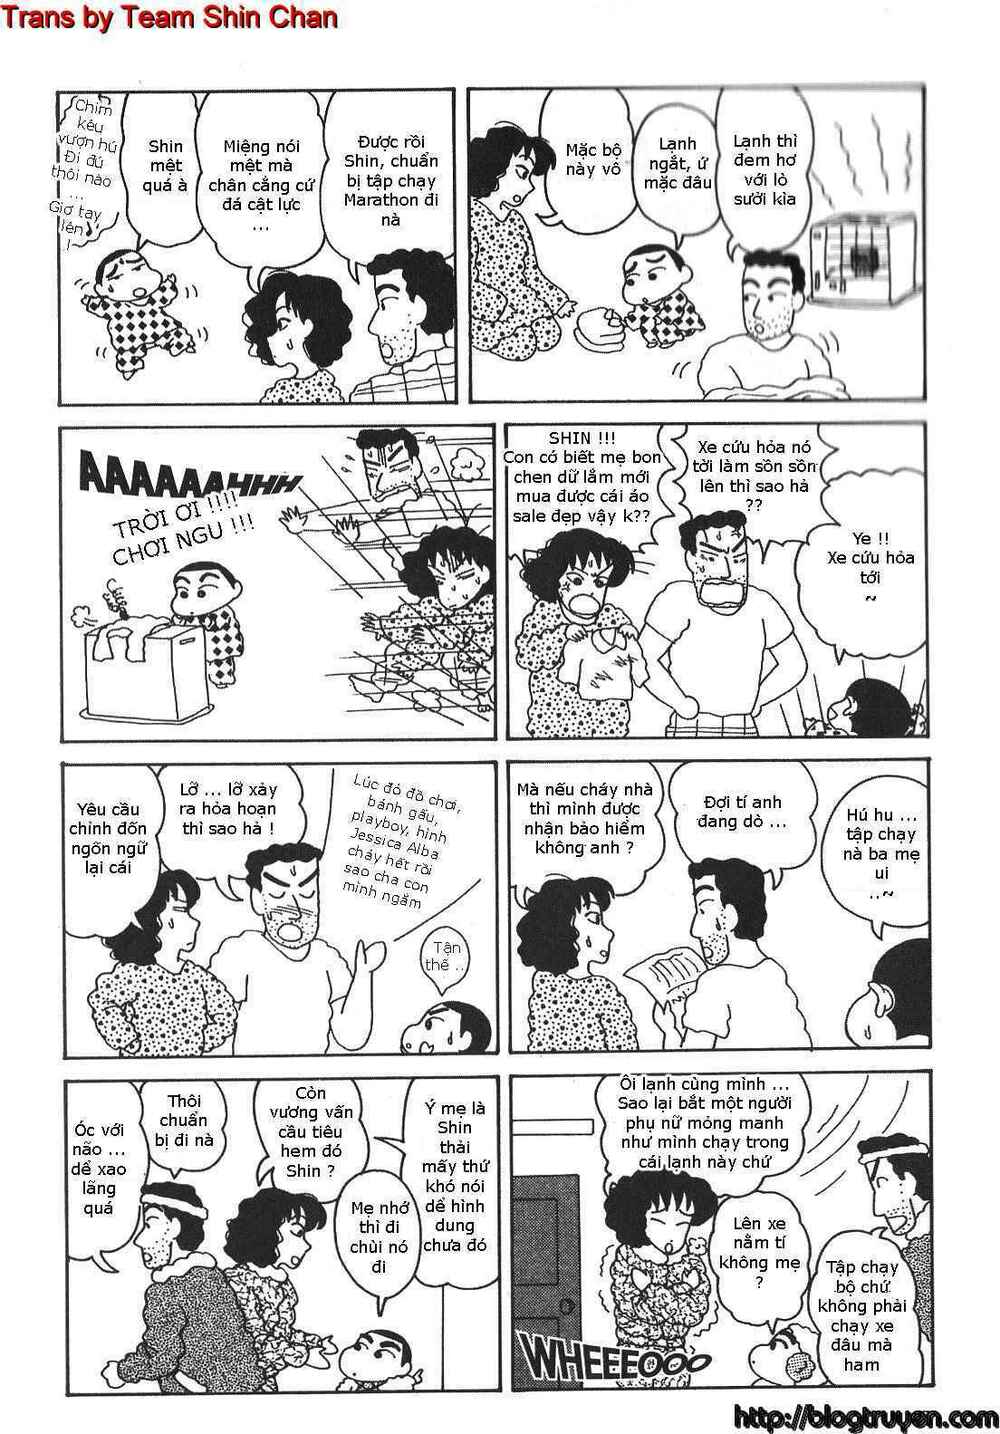 Trans by Team Shin Chan
Chim
kêu
vượn hú
Đi đủ
thôi nào
...
Giơ tay
lên
!
Shin
mệt
quá à
Miệng nói
mệt mà
chân cẳng cứ
đá cật lực
...
Được rồi
Shin, chuẩn
bị tập chạy
Marathon đi
nà
Mặc bộ
này vô
Lạnh
ngắt, ứ
mặc đâu
Lạnh thì
đem hơ
với lò
sưởi kìa
AAAAAAHHH
TRỜI ƠI !!!!
CHƠI NGU !!!
SHIN !!!
Con có biết mẹ bon
chen dữ lắm mới
mua được cái áo
sale đẹp vậy k??
Xe cứu hỏa nó
tới làm sồn sồn
lên thì sao hả
??
Ye !!
Xe cứu hỏa
tới
~
Yêu cầu
chỉnh đốn
ngôn ngữ
lại cái
Lỡ ... lỡ xảy
ra hỏa hoạn
thì sao hả !
Lúc đó đồ chơi,
bánh gấu,
playboy, hình
Jessica Alba
cháy hết rồi
sao cha con
mình ngắm
Tận
thế ..
Mà nếu cháy nhà
thì mình được
nhận bảo hiểm
không anh ?
Đợi tí anh
đang dò ...
Hú hu ...
tập chạy
nà ba mẹ
ui
..~
Óc với
não ...
dể xao
lãng
quá
Thôi
chuẩn
bị đi nà
Còn
vương vấn
cầu tiêu
hem đó
Shin ?
Mẹ nhớ
thì đi
chùi nó
đi
Ý mẹ là
Shin
thải
mấy thứ
khó nói
dể hình
dung
chưa đó
Ôi lạnh cùng mình ...
Sao lại bắt một người
phụ nữ mỏng manh
như mình chạy trong
cái lạnh này chứ
Lên xe
nằm tí
không mẹ
?
Tập chạy
bộ chứ
không phải
chạy xe
đâu mà
ham
WHEEEOOO
http://blogtruyen.com